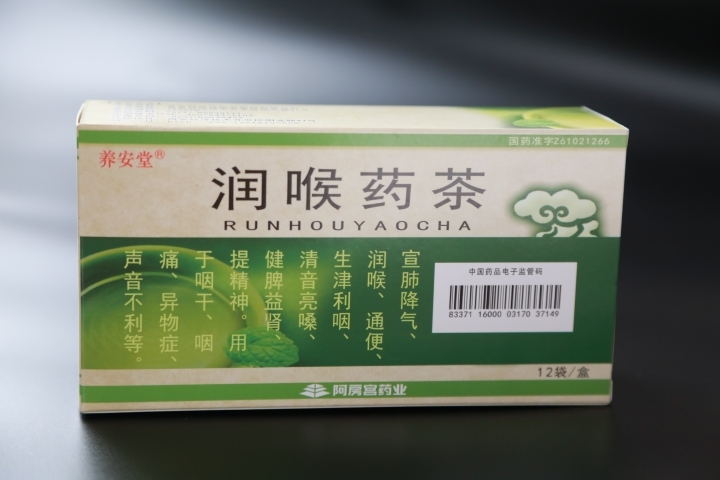 国药准字Z61021266
养安堂®
润喉药茶
RUNHOUYAOCHA
宣肺降气、
润喉、通便、
生津利咽、
清音亮嗓、
健脾益肾、
提精神。用
于咽干、咽
痛、异物症、
声音不利等。
中国药品电子监管码
83371 16000 03170 37149
12袋/盒
阿房宫药业